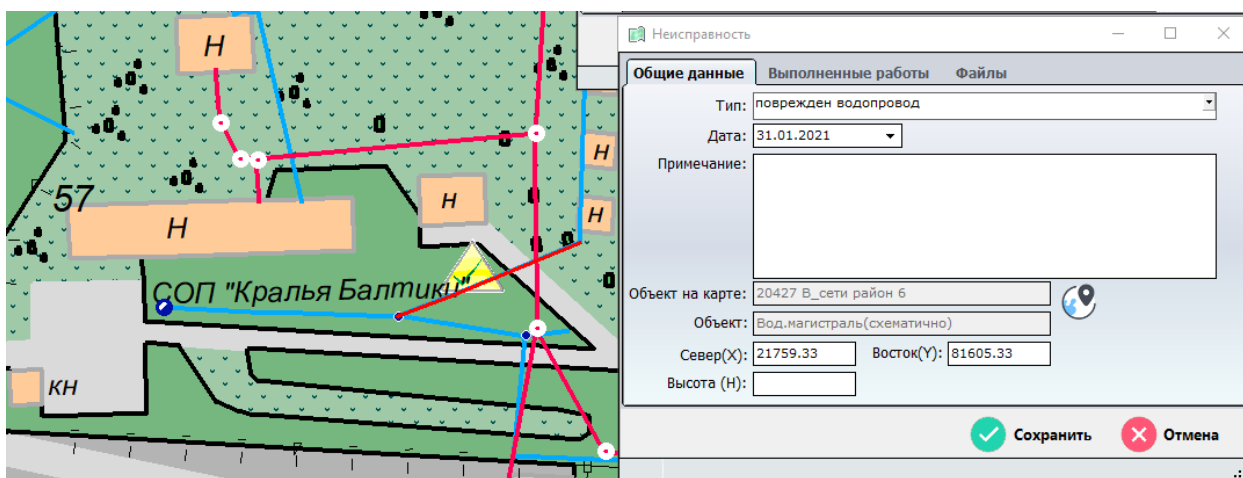 Н
57
Н
н
Н
Н
СОП "Кралья Балтики"
кн
Неисправность
Общие данные Выполненные работы Файлы
Тип: поврежден водопровод
Дата: 31.01.2021
Примечание:
Объект на карте: 20427 В_сети район 6
Объект: Вод.магистраль(схематично)
Север(X): 21759.33 Восток(Y): 81605.33
Высота (H):
Сохранить Отмена